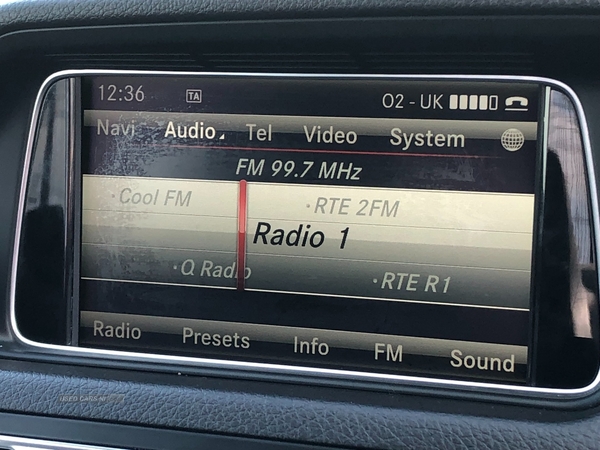 12:36 TA O2 - UK
Navi Audio Tel Video System
FM 99.7 MHz
·Cool FM ·RTE 2FM
Radio 1
·Q Radio ·RTE R1
Radio Presets Info FM Sound